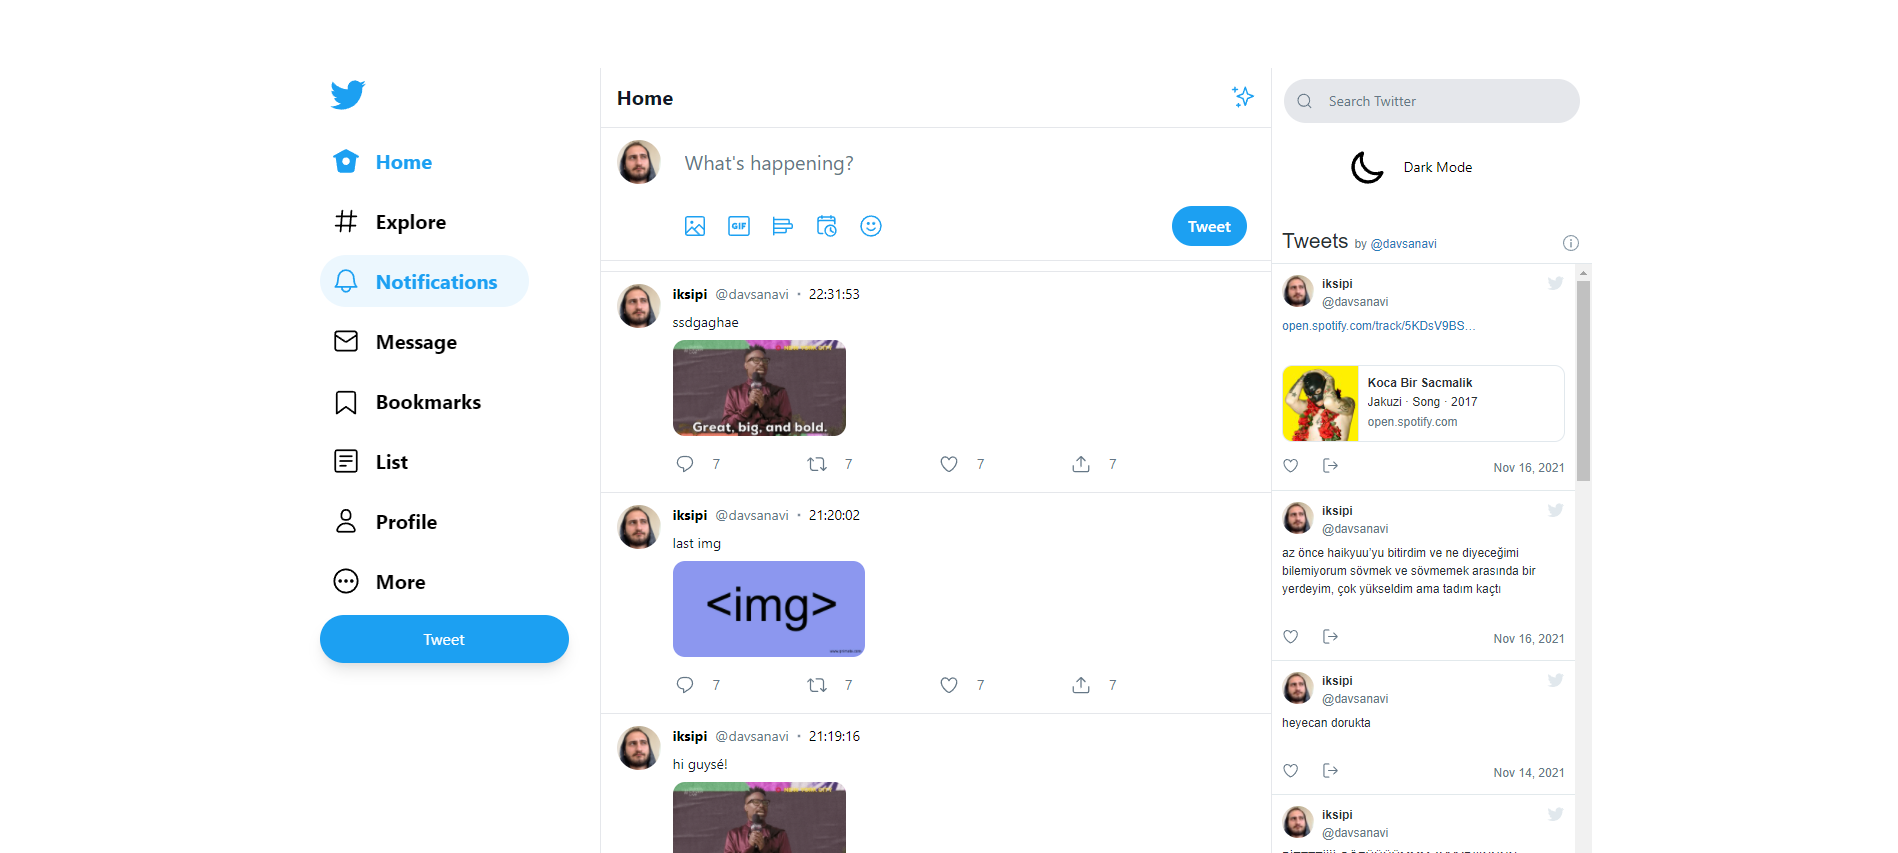 Home
Explore
Notifications
Message
Bookmarks
List
Profile
More
Tweet
Home
What's happening?
GIF
Tweet
iksipi @davsanavi · 22:31:53
ssdgaghae
Great, big, and bold.
7 7 7 7
iksipi @davsanavi · 21:20:02
last img
<img>
7 7 7 7
iksipi @davsanavi · 21:19:16
hi guysé!
Search Twitter
Dark Mode
Tweets by @davsanavi
iksipi
@davsanavi
open.spotify.com/track/5KDsV9BS…
Koca Bir Sacmalik
Jakuzi · Song · 2017
open.spotify.com
Nov 16, 2021
iksipi
@davsanavi
az önce haikyuu'yu bitirdim ve ne diyeceğimi
bilemiyorum sövmek ve sövmemek arasında bir
yerdeyim, çok yükseldim ama tadım kaçtı
Nov 16, 2021
iksipi
@davsanavi
heyecan dorukta
Nov 14, 2021
iksipi
@davsanavi